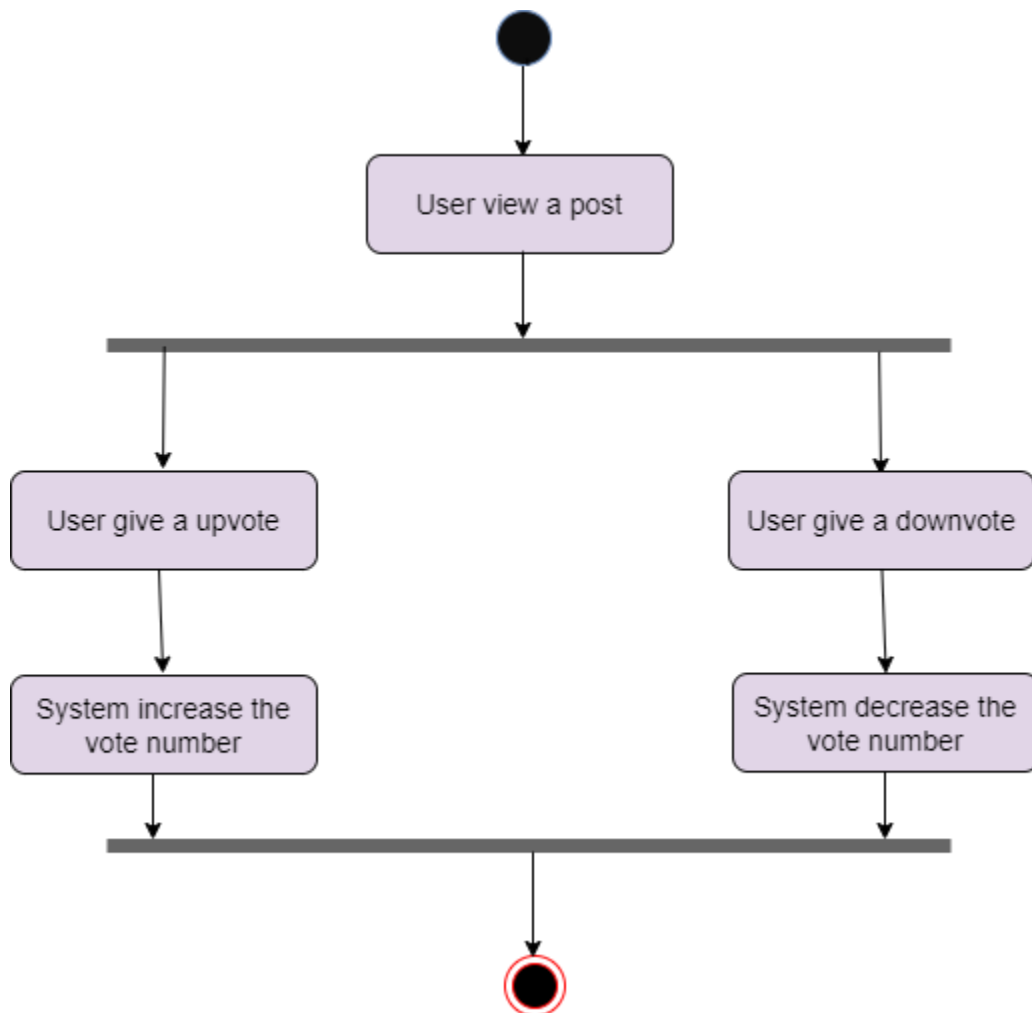 User view a post
User give a upvote
User give a downvote
System increase the
vote number
System decrease the
vote number